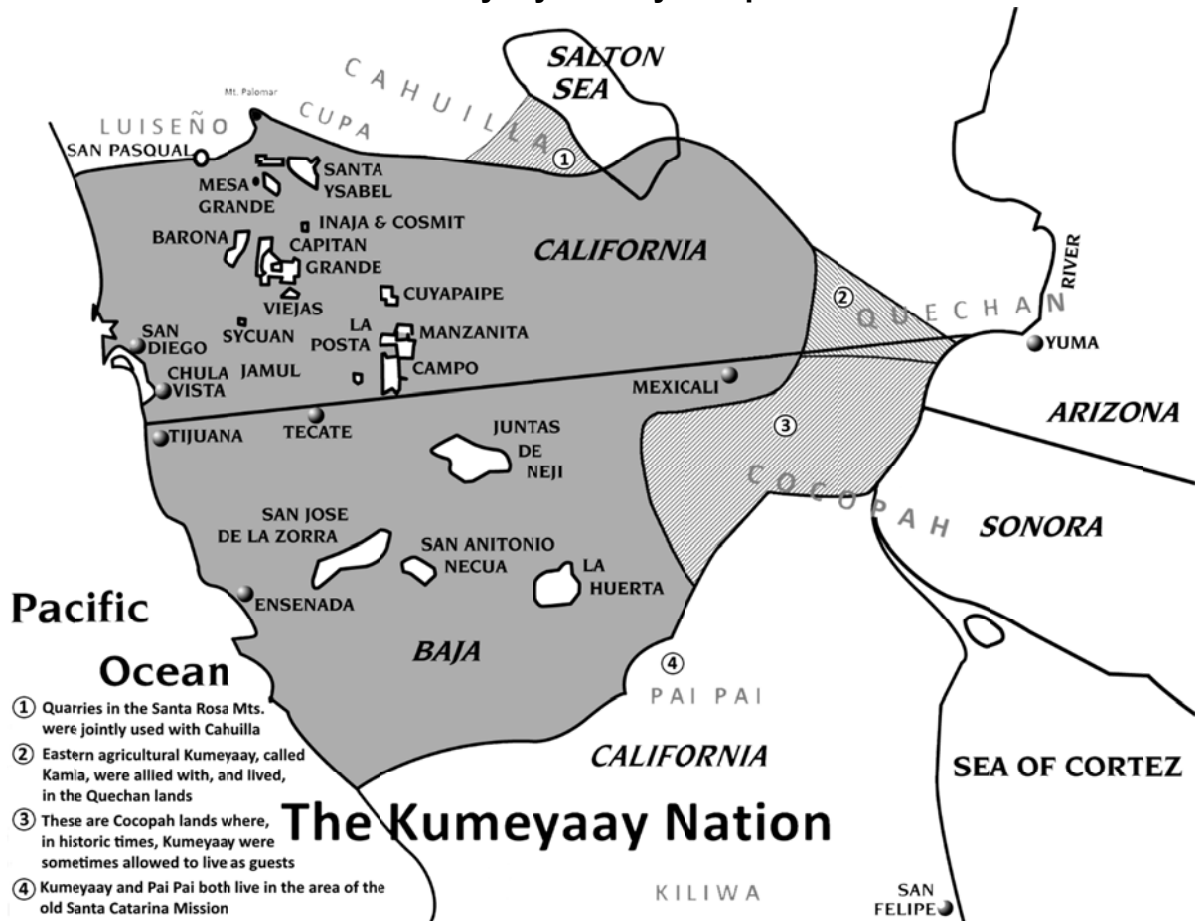 SALTON
SEA
CAHUILLA
Mt. Palomar
CUPA
LUISEÑO
SAN PASQUAL
1
SANTA
YSABEL
MESA
GRANDE
INAJA & COSMIT
BARONA
CAPITAN
GRANDE
CALIFORNIA
RIVER
VIEJAS
CUYAPAIPE
2
QUECHAN
SAN
DIEGO
SYCUAN
LA
POSTA
MANZANITA
YUMA
CHULA
VISTA
JAMUL
CAMPO
MEXICALI
ARIZONA
TIJUANA
TECATE
JUNTAS
DE
NEJI
3
COCOPAH
SAN JOSE
DE LA ZORRA
SONORA
SAN ANITONIO
NECUA
LA
HUERTA
ENSENADA
Pacific
Ocean
BAJA
4
PAI PAI
CALIFORNIA
SEA OF CORTEZ
1 Quarries in the Santa Rosa Mts.
were jointly used with Cahuilla
2 Eastern agricultural Kumeyaay, called
Kamia, were allied with, and lived,
in the Quechan lands
3 These are Cocopah lands where,
in historic times, Kumeyaay were
sometimes allowed to live as guests
4 Kumeyaay and Pai Pai both live in the area of the
old Santa Catarina Mission
The Kumeyaay Nation
KILIWA
SAN
FELIPE